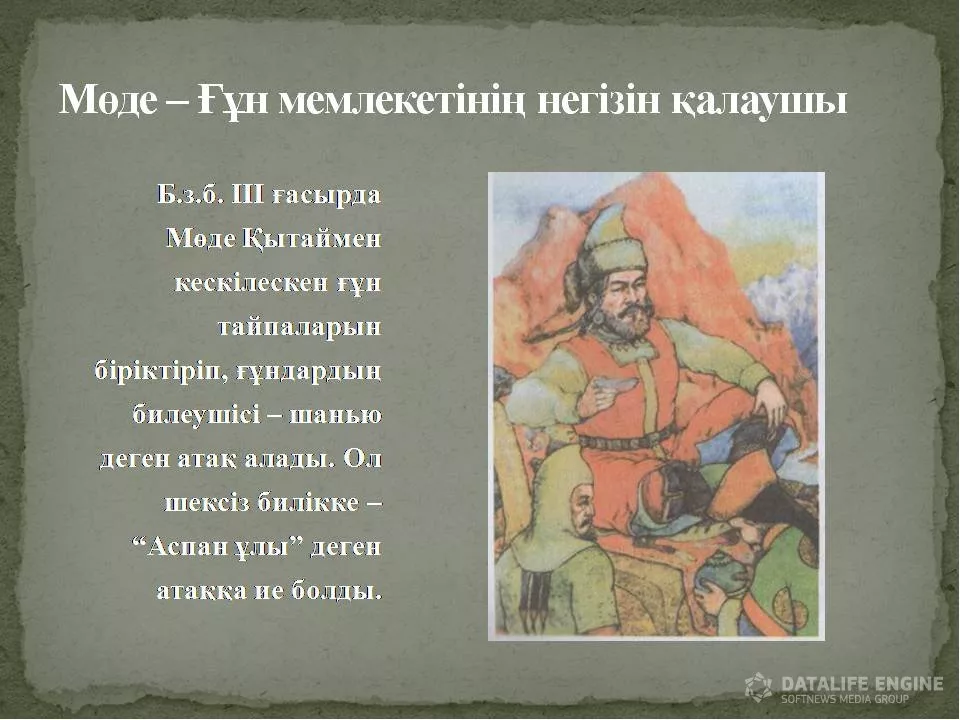 Мөде – Ғұн мемлекетінің негізін қалаушы
Б.з.б. III ғасырда
Мөде Қытаймен
кескілескен ғұн
тайпаларын
біріктіріп, ғұндардың
билеушісі – шанью
деген атақ алады. Ол
шексіз билікке –
“Аспан ұлы” деген
атаққа ие болды.
DATALIFE ENGINE
SOFTNEWS MEDIA GROUP